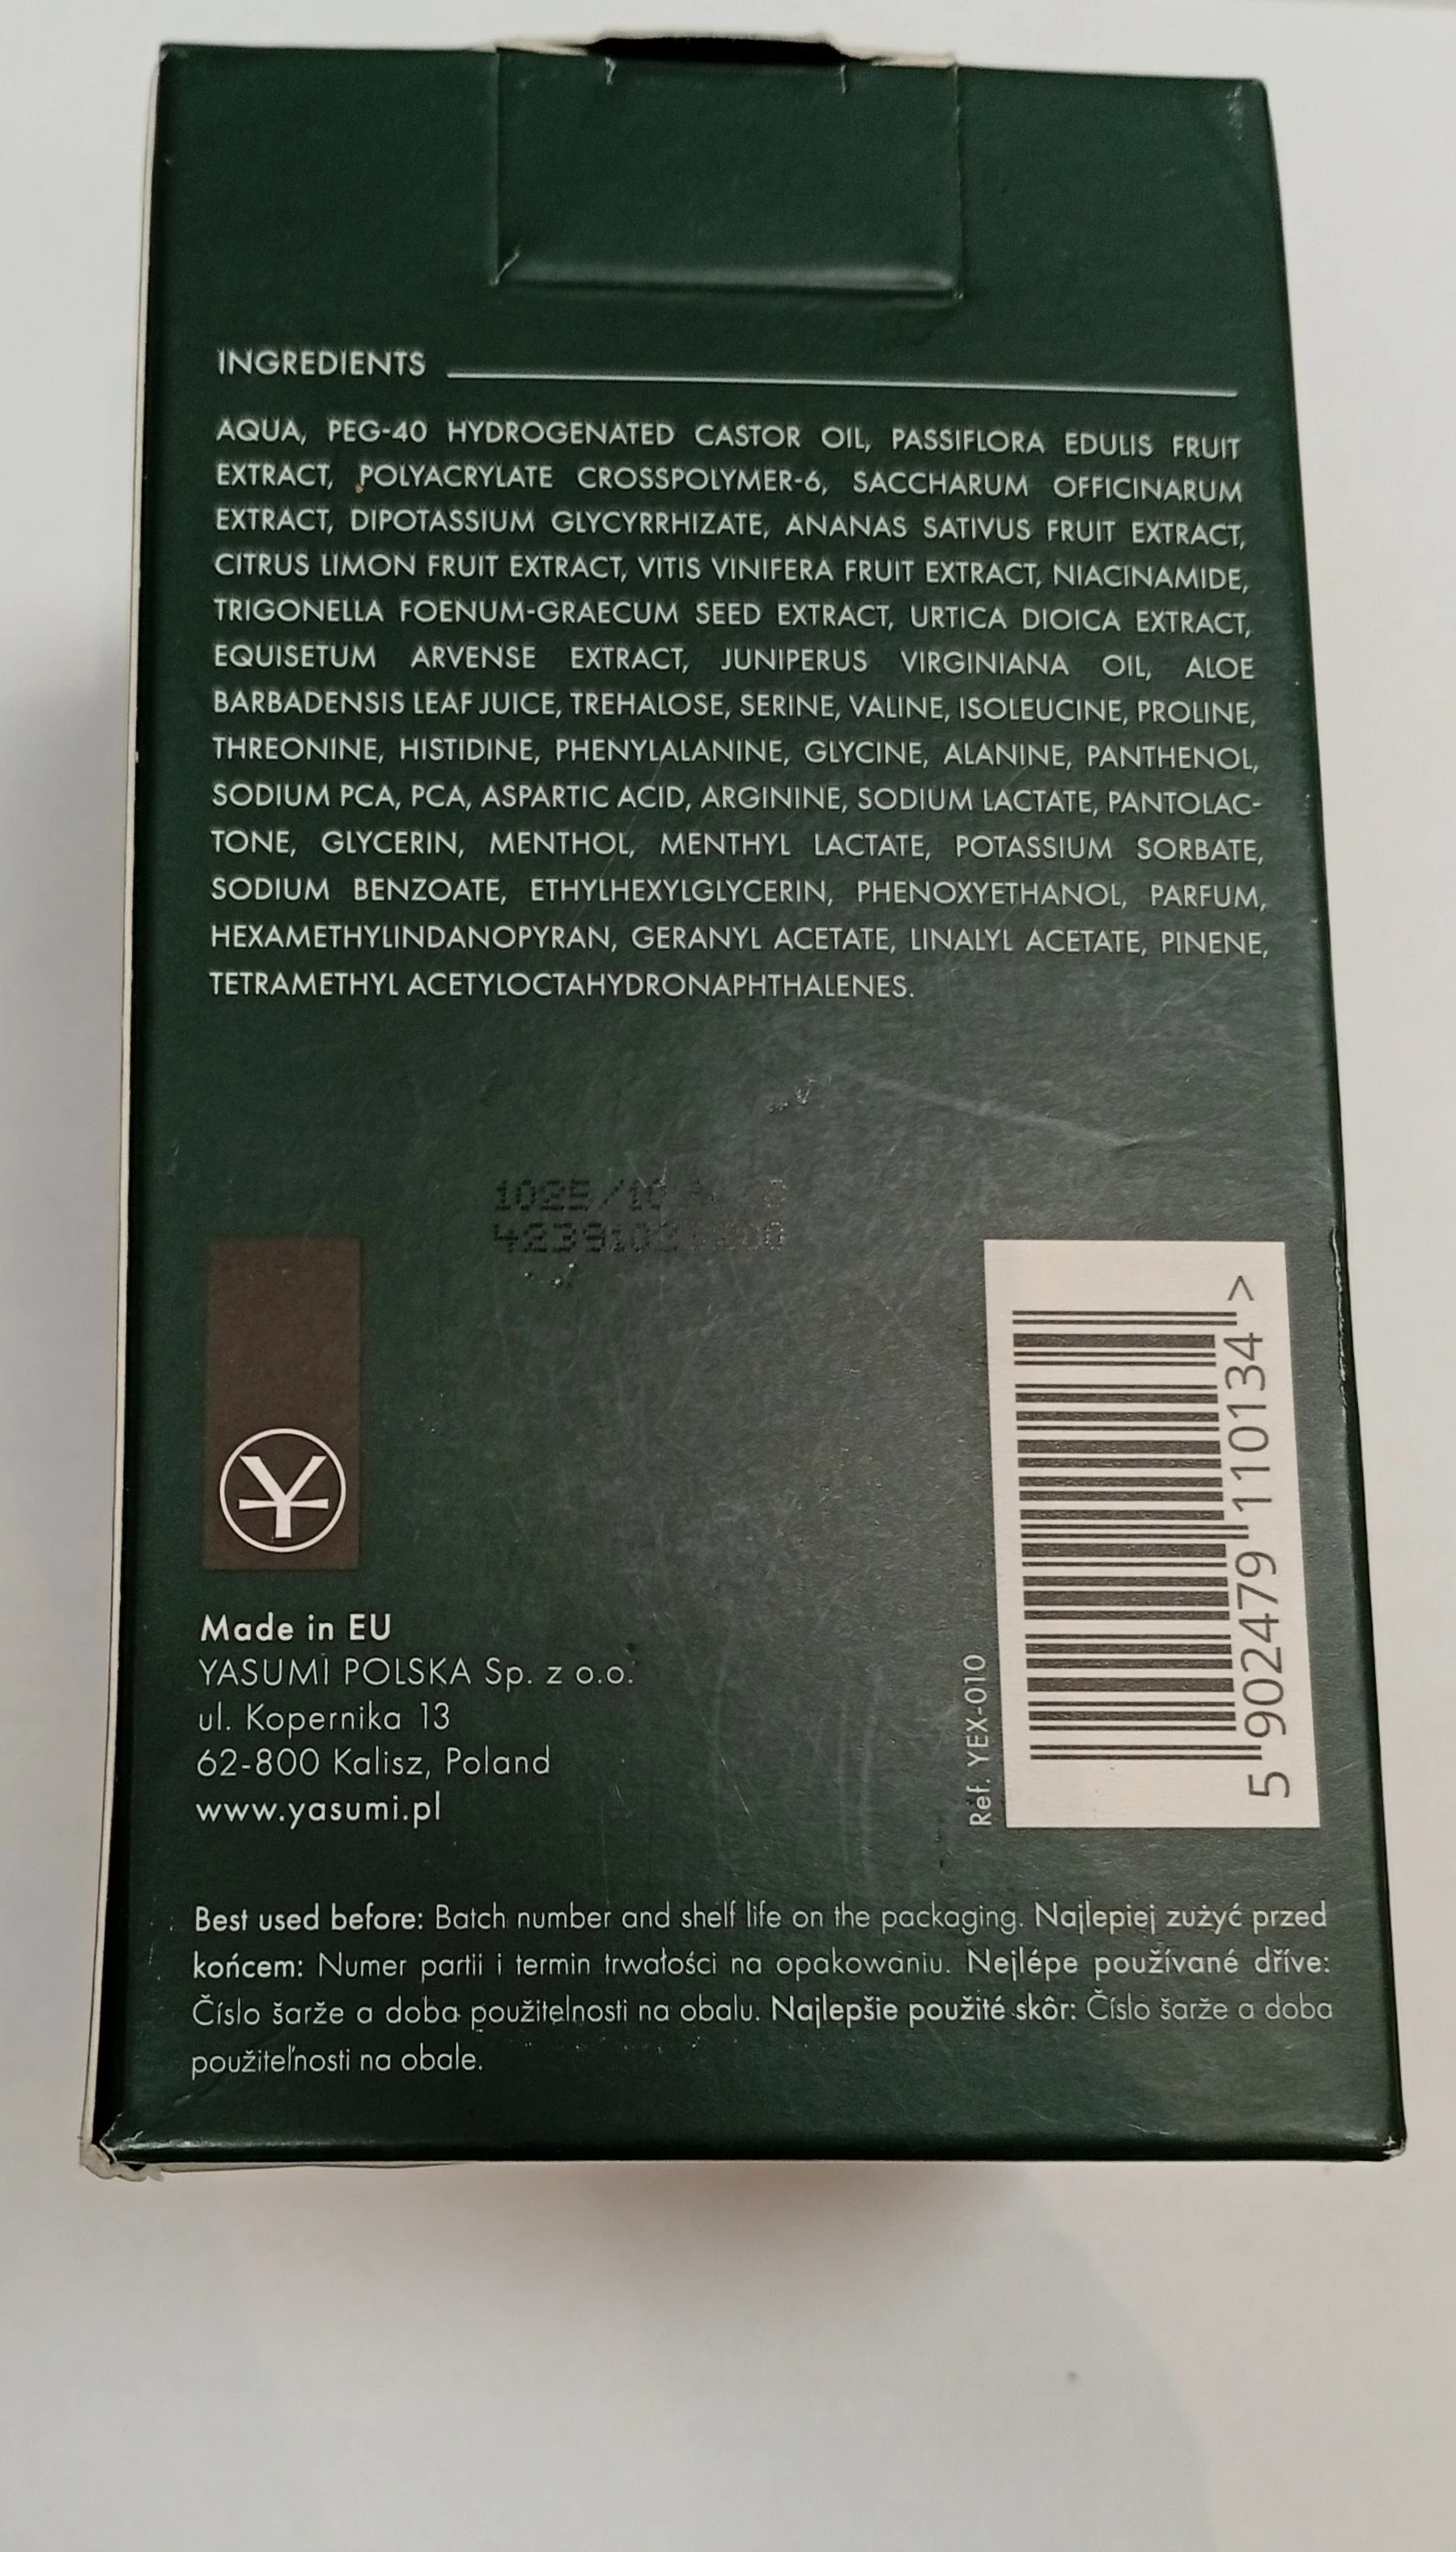 INGREDIENTS
AQUA, PEG-40 HYDROGENATED CASTOR OIL, PASSIFLORA EDULIS FRUIT
EXTRACT, POLYACRYLATE CROSSPOLYMER-6, SACCHARUM OFFICINARUM
EXTRACT, DIPOTASSIUM GLYCYRRHIZATE, ANANAS SATIVUS FRUIT EXTRACT,
CITRUS LIMON FRUIT EXTRACT, VITIS VINIFERA FRUIT EXTRACT, NIACINAMIDE,
TRIGONELLA FOENUM-GRAECUM SEED EXTRACT, URTICA DIOICA EXTRACT,
EQUISETUM ARVENSE EXTRACT, JUNIPERUS VIRGINIANA OIL, ALOE
BARBADENSIS LEAF JUICE, TREHALOSE, SERINE, VALINE, ISOLEUCINE, PROLINE,
THREONINE, HISTIDINE, PHENYLALANINE, GLYCINE, ALANINE, PANTHENOL,
SODIUM PCA, PCA, ASPARTIC ACID, ARGININE, SODIUM LACTATE, PANTOLAC-
TONE, GLYCERIN, MENTHOL, MENTHYL LACTATE, POTASSIUM SORBATE,
SODIUM BENZOATE, ETHYLHEXYLGLYCERIN, PHENOXYETHANOL, PARFUM,
HEXAMETHYLINDANOPYRAN, GERANYL ACETATE, LINALYL ACETATE, PINENE,
TETRAMETHYL ACETYLOCTAHYDRONAPHTHALENES.
Made in EU
YASUMI POLSKA Sp. z o.o.
ul. Kopernika 13
62-800 Kalisz, Poland
www.yasumi.pl
Ref. YEX-010
5 902479 110134 >
Best used before: Batch number and shelf life on the packaging. Najlepiej zużyć przed
końcem: Numer partii i termin trwałości na opakowaniu. Nejlépe používané dříve:
Číslo šarže a doba použitelnosti na obalu. Najlepšie použité skôr: Číslo šarže a doba
použiteľnosti na obale.